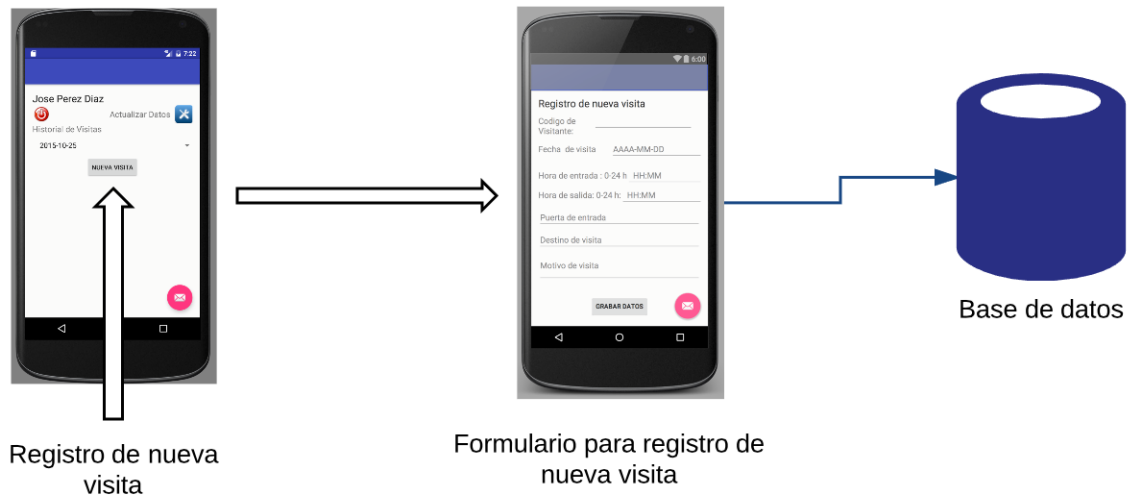 7:22
Jose Perez Diaz
Actualizar Datos
Historial de Visitas
2015-10-25
NUEVA VISITA
Registro de nueva
visita
6:00
Registro de nueva visita
Codigo de
Visitante:
Fecha de visita AAAA-MM-DD
Hora de entrada : 0-24 h HH:MM
Hora de salida: 0-24 h: HH:MM
Puerta de entrada
Destino de visita
Motivo de visita
GRABAR DATOS
Formulario para registro de
nueva visita
Base de datos